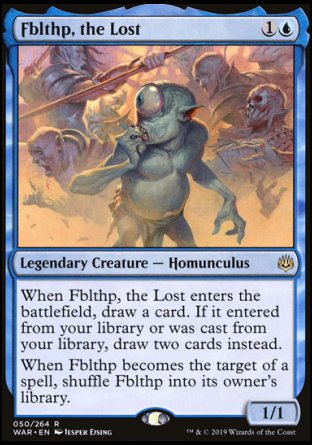 Fblthp, the Lost 1
Legendary Creature — Homunculus
When Fblthp, the Lost enters the
battlefield, draw a card. If it entered
from your library or was cast from
your library, draw two cards instead.
When Fblthp becomes the target of a
spell, shuffle Fblthp into its owner's
library.
1/1
050/264 R
WAR • EN Jesper Eising ™ & © 2019 Wizards of the Coast